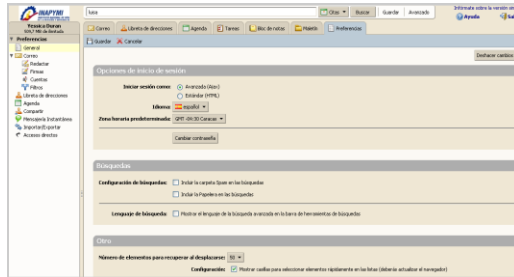 INAPYMI
Citas
Buscar
Guardar
Avanzado
Infórmate sobre la versión
Ayuda
Yessica Duran
Correo
Libreta de direcciones
Agenda
Tareas
Bloc de notas
Maletín
Preferencias
Preferencias
Guardar
Cancelar
General
Deshacer cambios
Correo
Redactar
Firmas
Cuentas
Filtros
Libreta de direcciones
Agenda
Compartir
Mensajería instantánea
Importar/Exportar
Accesos directos
Opciones de inicio de sesión
Iniciar sesión como:
Avanzado (Ajax)
Estándar (HTML)
Idioma:
español
Zona horaria predeterminada:
GMT -04:30 Caracas
Cambiar contraseña
Búsquedas
Configuración de búsquedas:
Incluir la carpeta Spam en las búsquedas
Incluir la Papelera en las búsquedas
Lenguaje de búsqueda:
Mostrar el lenguaje de la búsqueda avanzada en la barra de herramientas de búsquedas
Otro
Número de elementos para recuperar al desplazarse:
50
Configuración:
Mostrar casillas para seleccionar elementos rápidamente en las listas (deberás actualizar el navegador)